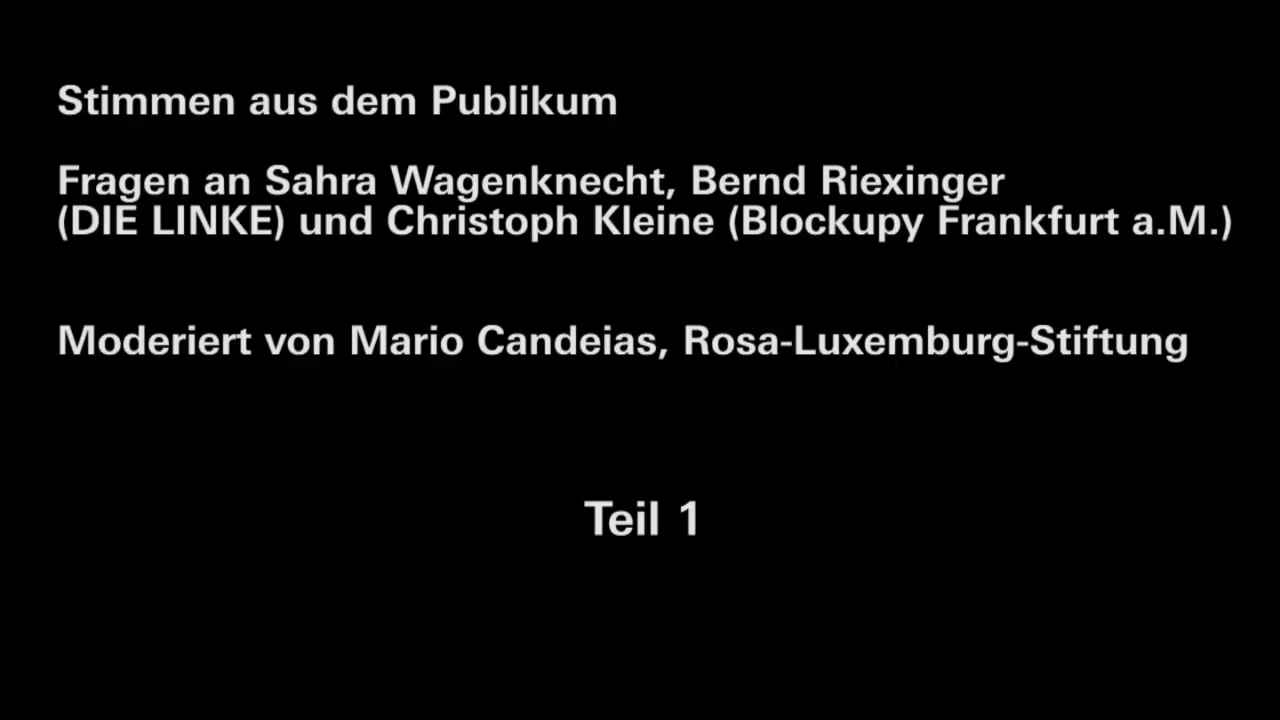 Stimmen aus dem Publikum
Fragen an Sahra Wagenknecht, Bernd Riexinger
(DIE LINKE) und Christoph Kleine (Blockupy Frankfurt a.M.)
Moderiert von Mario Candeias, Rosa-Luxemburg-Stiftung
Teil 1